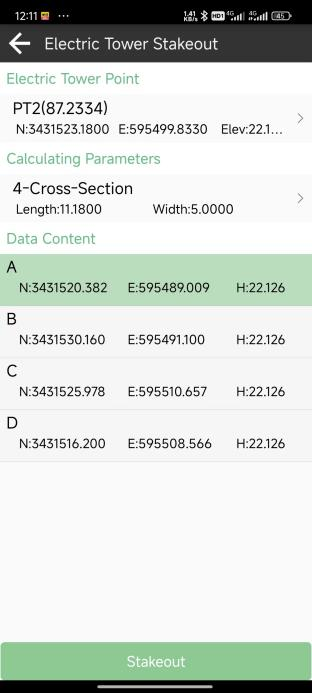 12:11 ... 1.41 KB/s HD1 4G 4G 45
Electric Tower Stakeout
Electric Tower Point
PT2(87.2334)
N:3431523.1800 E:595499.8330 Elev:22.1...
Calculating Parameters
4-Cross-Section
Length:11.1800 Width:5.0000
Data Content
A
N:3431520.382 E:595489.009 H:22.126
B
N:3431530.160 E:595491.100 H:22.126
C
N:3431525.978 E:595510.657 H:22.126
D
N:3431516.200 E:595508.566 H:22.126
Stakeout